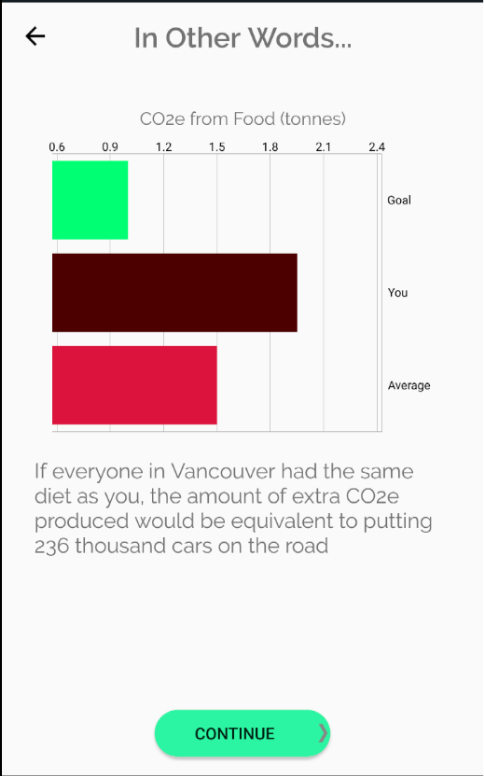 In Other Words...
CO2e from Food (tonnes)
0.6 0.9 1.2 1.5 1.8 2.1 2.4
Goal
You
Average
If everyone in Vancouver had the same
diet as you, the amount of extra CO2e
produced would be equivalent to putting
236 thousand cars on the road
CONTINUE